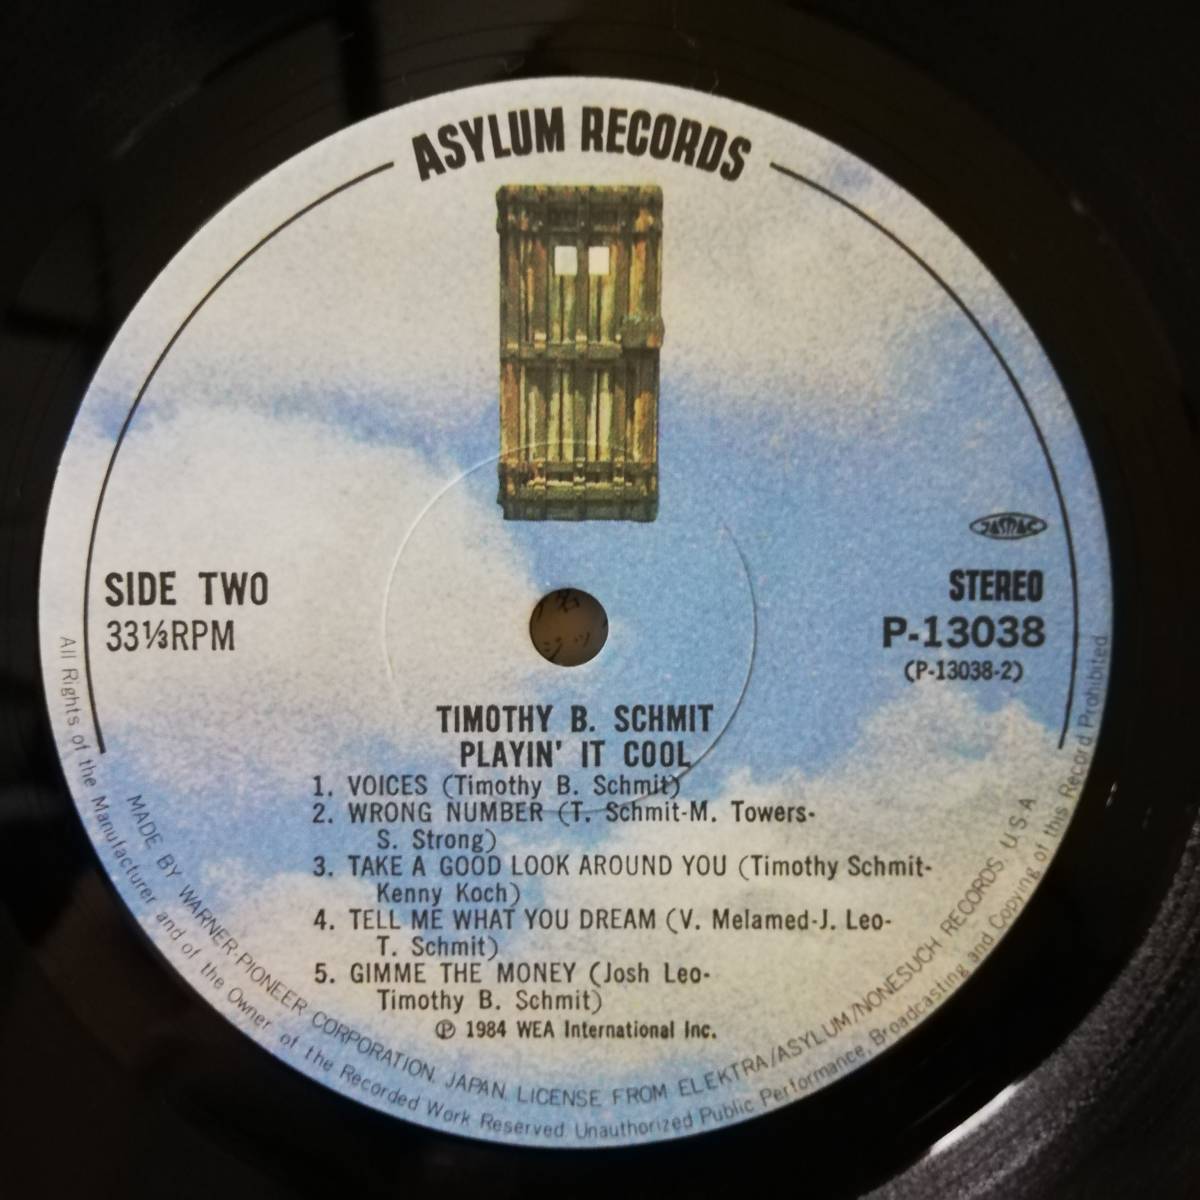 ASYLUM RECORDS
JASRAC
SIDE TWO
33⅓RPM
STEREO
P-13038
(P-13038-2)
TIMOTHY B. SCHMIT
PLAYIN' IT COOL
1. VOICES (Timothy B. Schmit)
2. WRONG NUMBER (T. Schmit-M. Towers-
S. Strong)
3. TAKE A GOOD LOOK AROUND YOU (Timothy Schmit-
Kenny Koch)
4. TELL ME WHAT YOU DREAM (V. Melamed-J. Leo-
T. Schmit)
5. GIMME THE MONEY (Josh Leo-
Timothy B. Schmit)
℗ 1984 WEA International Inc.
MADE BY WARNER-PIONEER CORPORATION, JAPAN. LICENSE FROM ELEKTRA/ASYLUM/NONESUCH RECORDS, U.S.A
All Rights of the Manufacturer and of the Owner of the Recorded Work Reserved. Unauthorized Public Performance, Broadcasting and Copying of this Record Prohibited